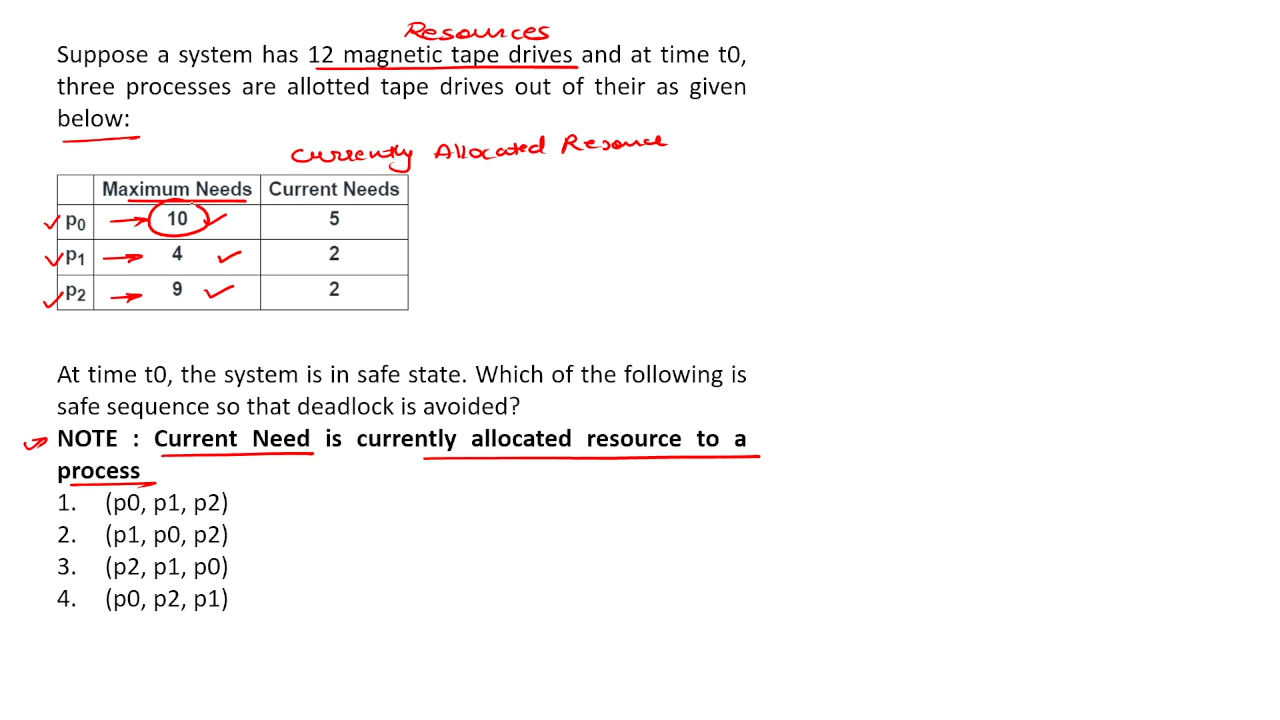 Resources
Suppose a system has 12 magnetic tape drives and at time t0,
three processes are allotted tape drives out of their as given
below:
Currently Allocated Resource
Maximum Needs Current Needs
p0 10 5
p1 4 2
p2 9 2
At time t0, the system is in safe state. Which of the following is
safe sequence so that deadlock is avoided?
NOTE : Current Need is currently allocated resource to a
process
1. (p0, p1, p2)
2. (p1, p0, p2)
3. (p2, p1, p0)
4. (p0, p2, p1)